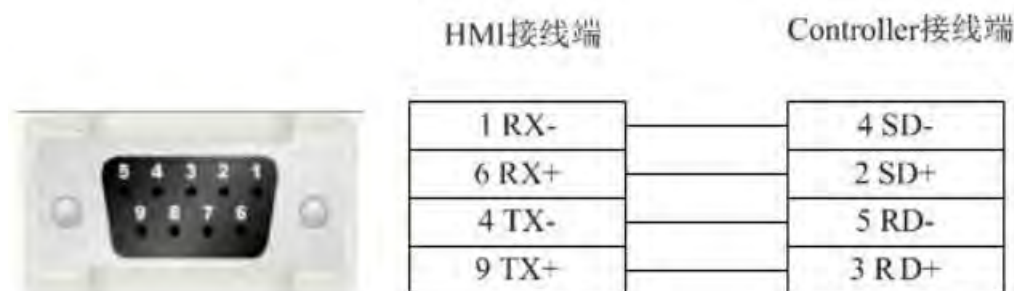 HMI接线端
Controller接线端
5 4 3 2 1
9 8 7 6
1 RX-
4 SD-
6 RX+
2 SD+
4 TX-
5 RD-
9 TX+
3 RD+